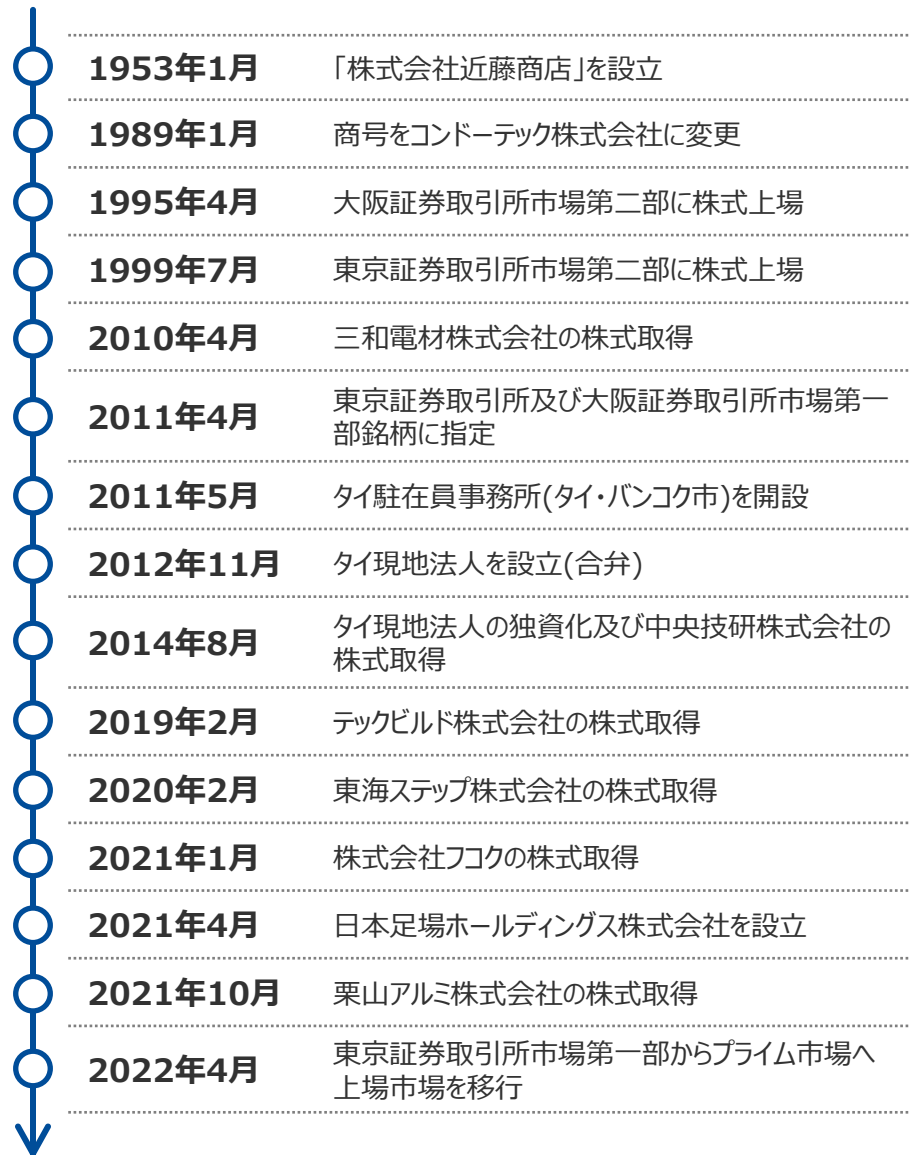 1953年1月 「株式会社近藤商店」を設立
1989年1月 商号をコンドーテック株式会社に変更
1995年4月 大阪証券取引所市場第二部に株式上場
1999年7月 東京証券取引所市場第二部に株式上場
2010年4月 三和電材株式会社の株式取得
2011年4月 東京証券取引所及び大阪証券取引所市場第一
部銘柄に指定
2011年5月 タイ駐在員事務所(タイ・バンコク市)を開設
2012年11月 タイ現地法人を設立(合弁)
2014年8月 タイ現地法人の独資化及び中央技研株式会社の
株式取得
2019年2月 テックビルド株式会社の株式取得
2020年2月 東海ステップ株式会社の株式取得
2021年1月 株式会社フコクの株式取得
2021年4月 日本足場ホールディングス株式会社を設立
2021年10月 栗山アルミ株式会社の株式取得
2022年4月 東京証券取引所市場第一部からプライム市場へ
上場市場を移行